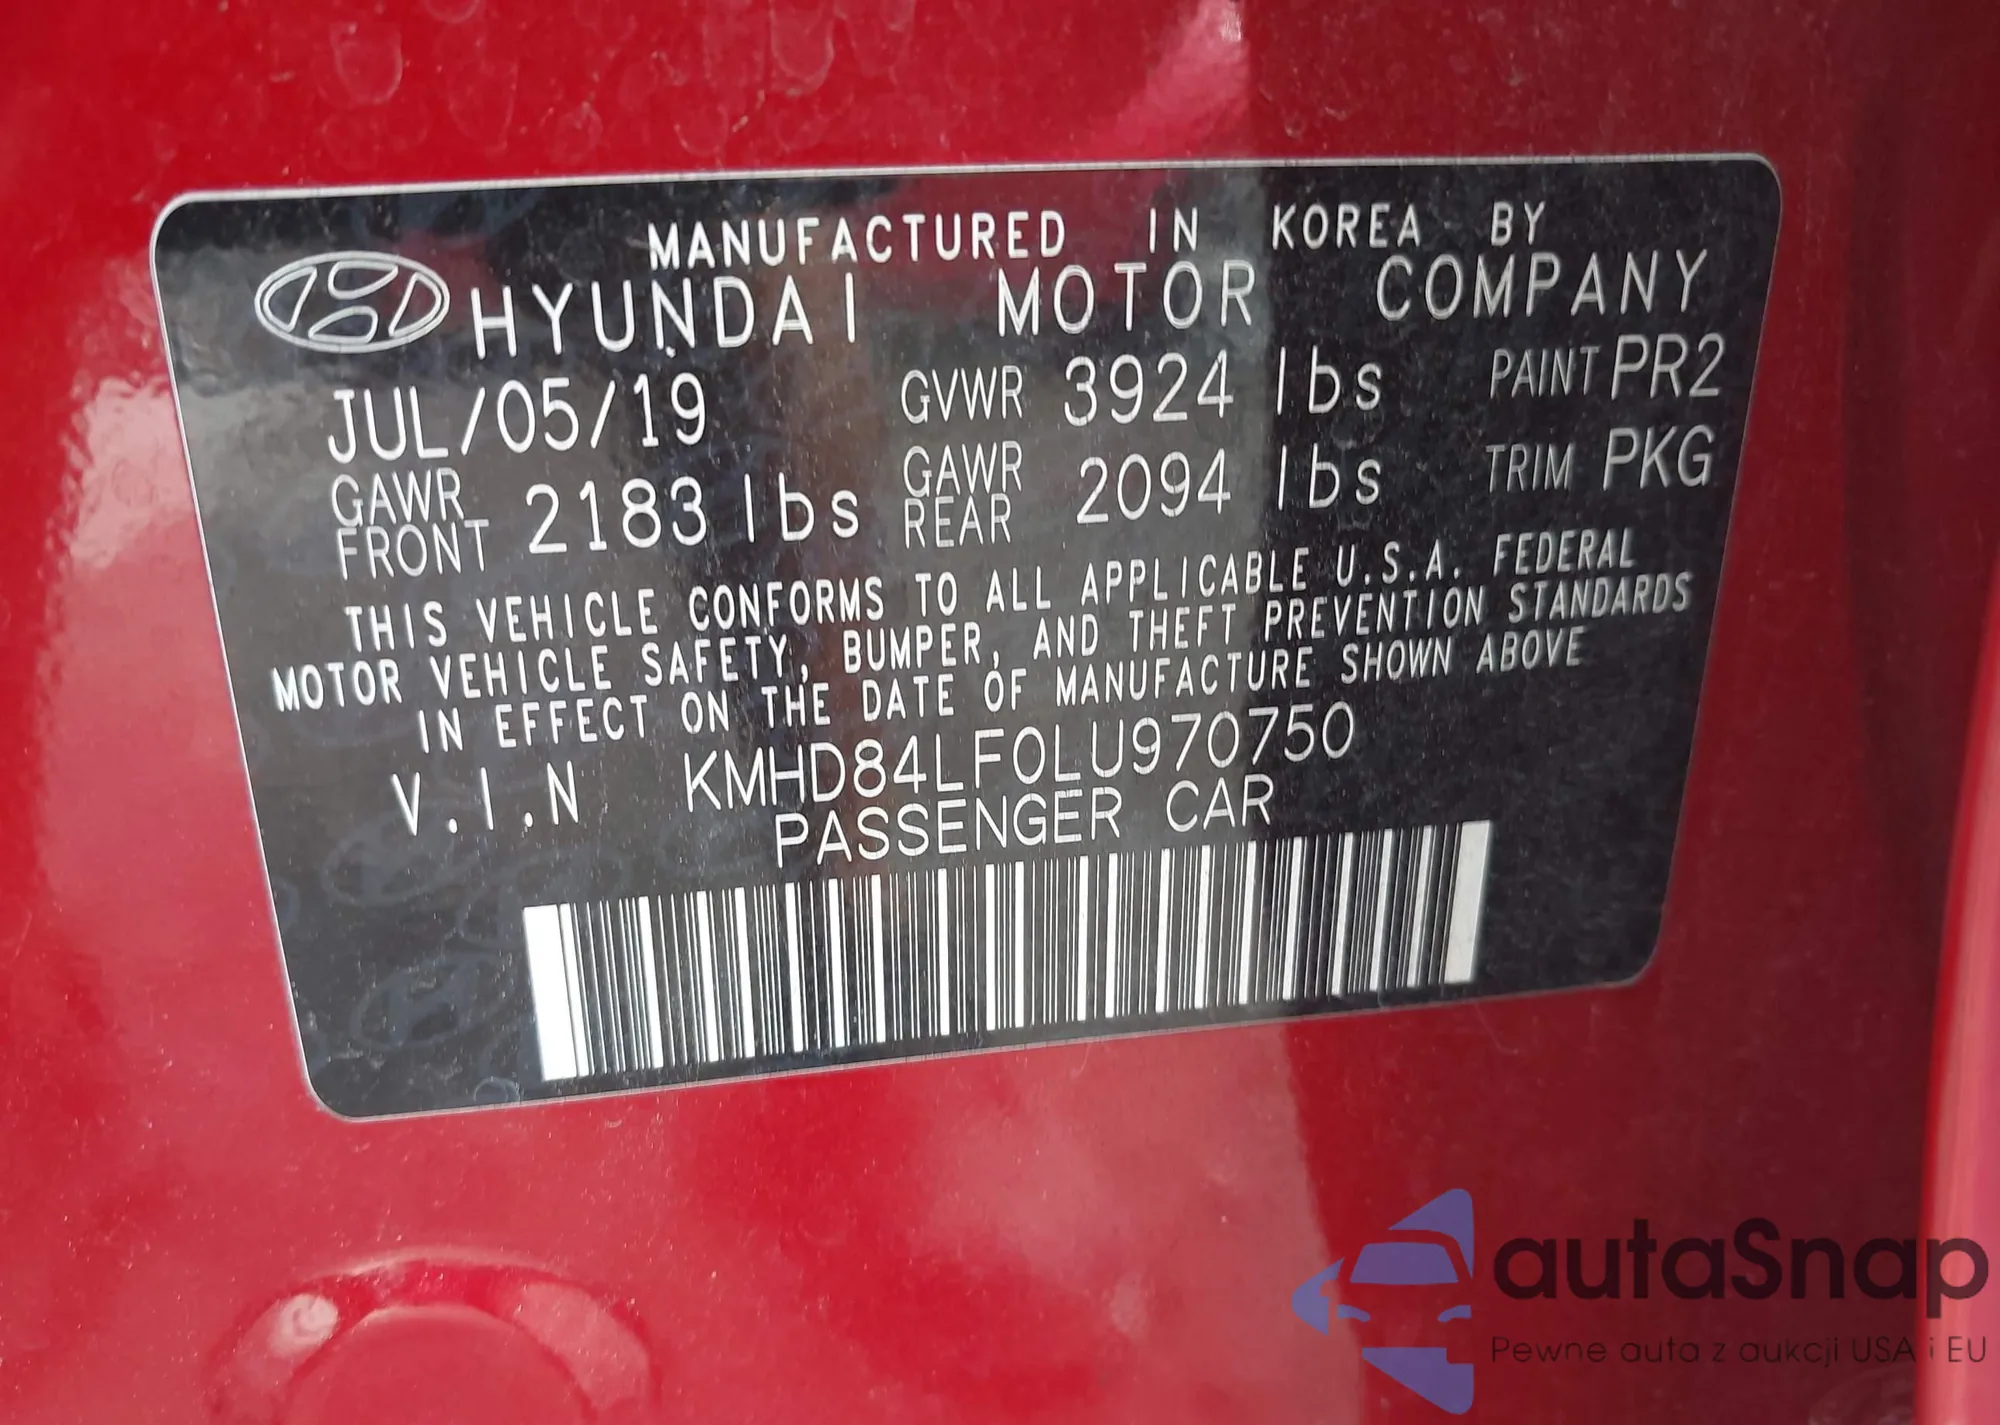 MANUFACTURED IN KOREA BY
HYUNDAI MOTOR COMPANY
JUL/05/19 GVWR 3924 lbs PAINT PR2
GAWR FRONT 2183 lbs GAWR REAR 2094 lbs TRIM PKG
THIS VEHICLE CONFORMS TO ALL APPLICABLE U.S.A. FEDERAL
MOTOR VEHICLE SAFETY, BUMPER, AND THEFT PREVENTION STANDARDS
IN EFFECT ON THE DATE OF MANUFACTURE SHOWN ABOVE
V.I.N KMHD84LF0LU970750
PASSENGER CAR
autaSnap
Pewne auta z aukcji USA i EU